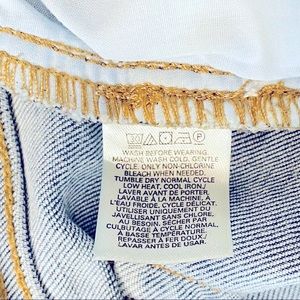 P
WASH BEFORE WEARING.
MACHINE WASH COLD, GENTLE
CYCLE. ONLY NON-CHLORINE
BLEACH WHEN NEEDED.
TUMBLE DRY NORMAL CYCLE
LOW HEAT, COOL IRON./
LAVER AVANT DE PORTER.
LAVABLE À LA MACHINE, À
L'EAU FROIDE, CYCLE DÉLICAT.
UTILISER UNIQUEMENT DU
JAVELLISANT SANS CHLORE,
AU BESOIN. SÉCHER PAR
CULBUTAGE À CYCLE NORMAL,
À BASSE TEMPÉRATURE.
REPASSER À FER DOUX./
LAVAR ANTES DE USAR.